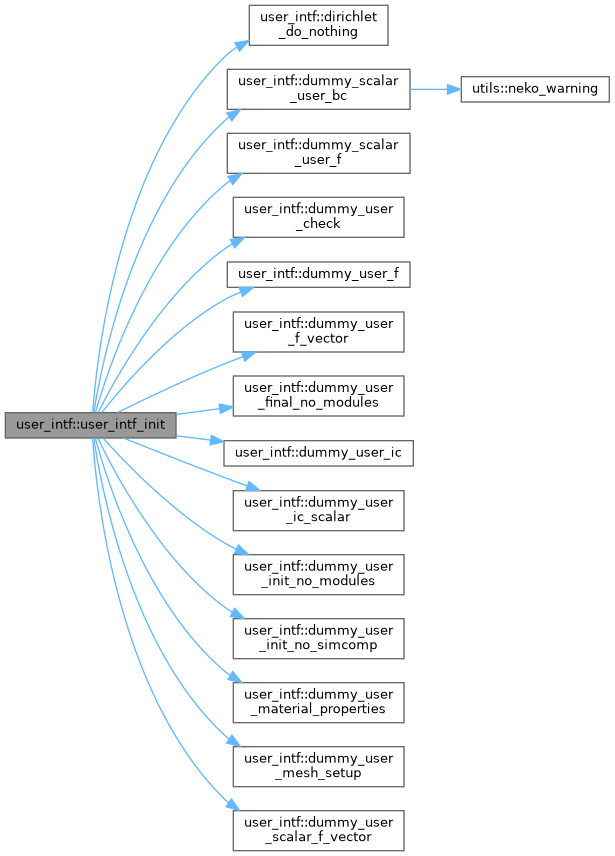 user_intf::dirichlet
_do_nothing
user_intf::dummy_scalar
_user_bc
utils::neko_warning
user_intf::dummy_scalar
_user_f
user_intf::dummy_user
_check
user_intf::dummy_user_f
user_intf::dummy_user
_f_vector
user_intf::dummy_user
_final_no_modules
user_intf::user_intf_init
user_intf::dummy_user_ic
user_intf::dummy_user
_ic_scalar
user_intf::dummy_user
_init_no_modules
user_intf::dummy_user
_init_no_simcomp
user_intf::dummy_user
_material_properties
user_intf::dummy_user
_mesh_setup
user_intf::dummy_user
_scalar_f_vector